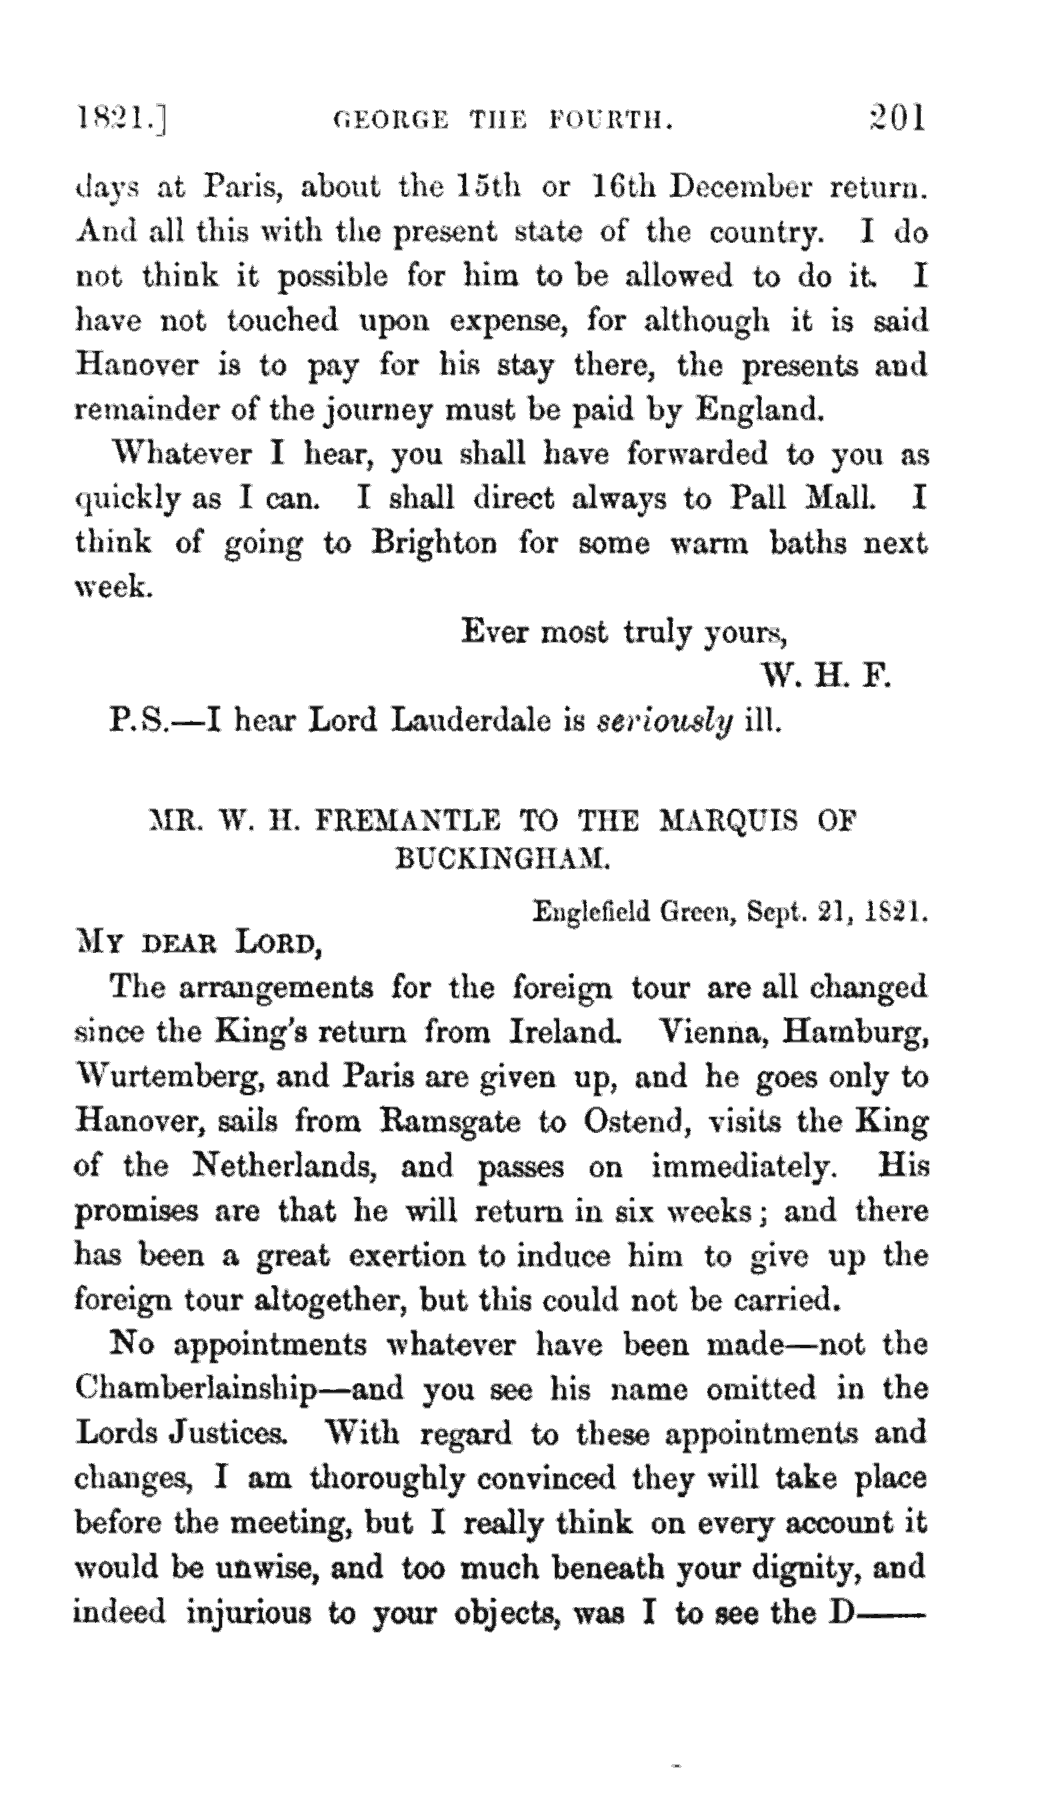 1821.] GEORGE THE FOURTH. 201
days at Paris, about the 15th or 16th December return.
And all this with the present state of the country. I do
not think it possible for him to be allowed to do it. I
have not touched upon expense, for although it is said
Hanover is to pay for his stay there, the presents and
remainder of the journey must be paid by England.
Whatever I hear, you shall have forwarded to you as
quickly as I can. I shall direct always to Pall Mall. I
think of going to Brighton for some warm baths next
week.
Ever most truly yours,
W. H. F.
P.S.—I hear Lord Lauderdale is seriously ill.
MR. W. H. FREMANTLE TO THE MARQUIS OF
BUCKINGHAM.
Englefield Green, Sept. 21, 1821.
MY DEAR LORD,
The arrangements for the foreign tour are all changed
since the King's return from Ireland. Vienna, Hamburg,
Wurtemberg, and Paris are given up, and he goes only to
Hanover, sails from Ramsgate to Ostend, visits the King
of the Netherlands, and passes on immediately. His
promises are that he will return in six weeks; and there
has been a great exertion to induce him to give up the
foreign tour altogether, but this could not be carried.
No appointments whatever have been made—not the
Chamberlainship—and you see his name omitted in the
Lords Justices. With regard to these appointments and
changes, I am thoroughly convinced they will take place
before the meeting, but I really think on every account it
would be unwise, and too much beneath your dignity, and
indeed injurious to your objects, was I to see the D——